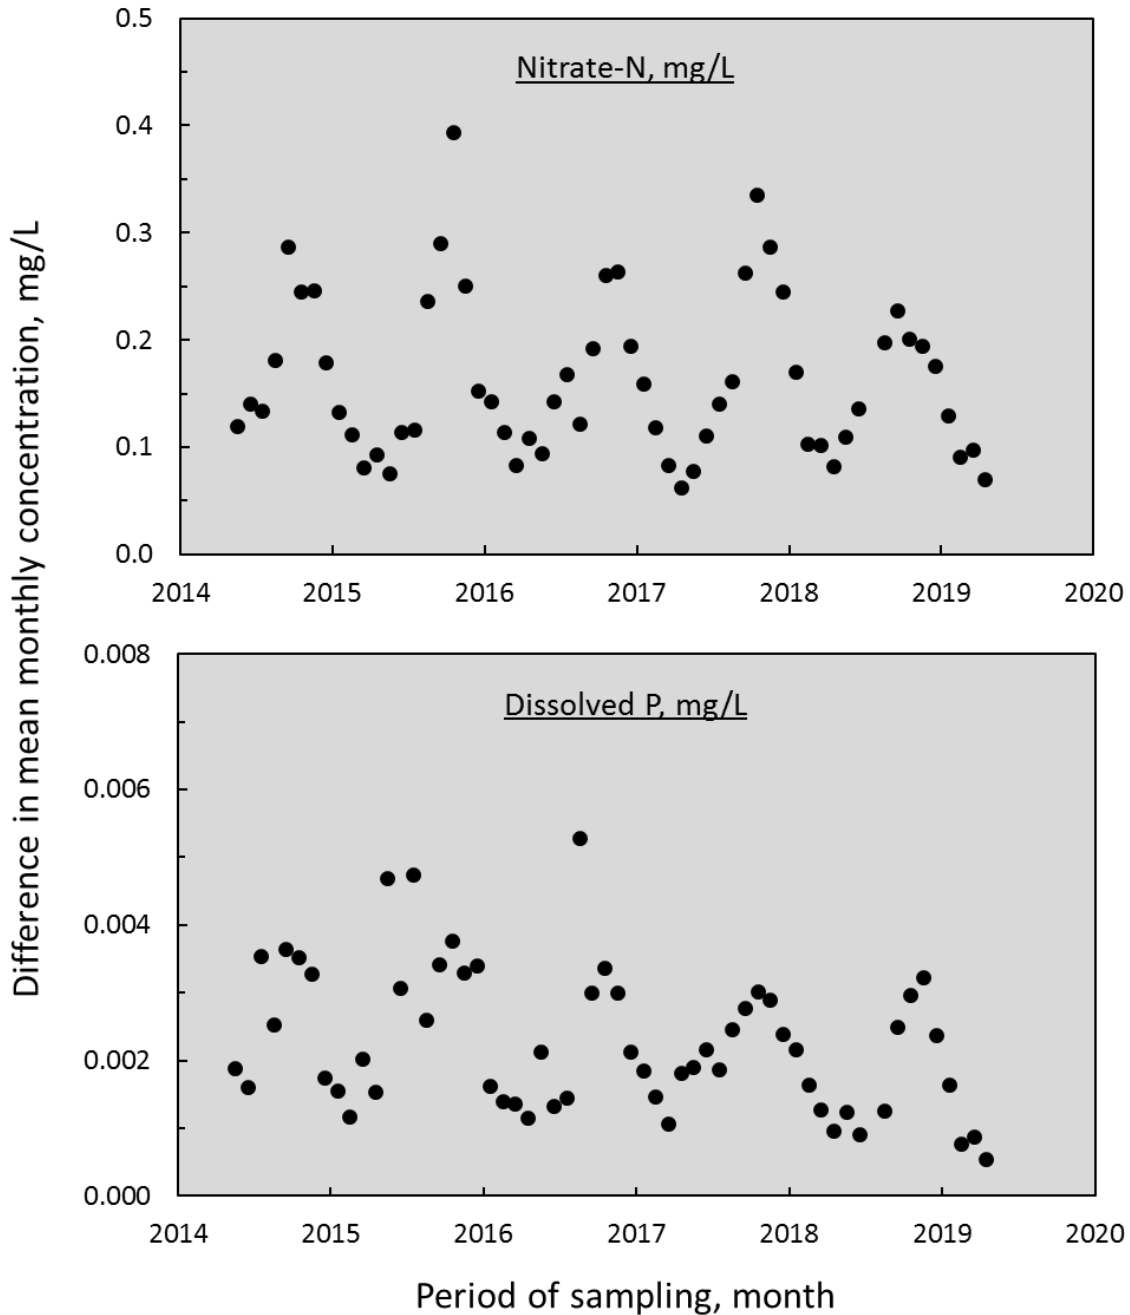 Difference in mean monthly concentration, mg/L
Nitrate-N, mg/L
0.5
0.4
0.3
0.2
0.1
0.0
2014 2015 2016 2017 2018 2019 2020
Dissolved P, mg/L
0.008
0.006
0.004
0.002
0.000
2014 2015 2016 2017 2018 2019 2020
Period of sampling, month